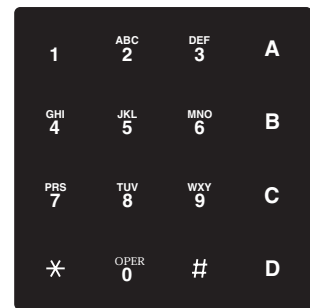 ABC DEF
1 2 3 A
GHI JKL MNO
4 5 6 B
PRS TUV WXY
7 8 9 C
OPER
* 0 # D